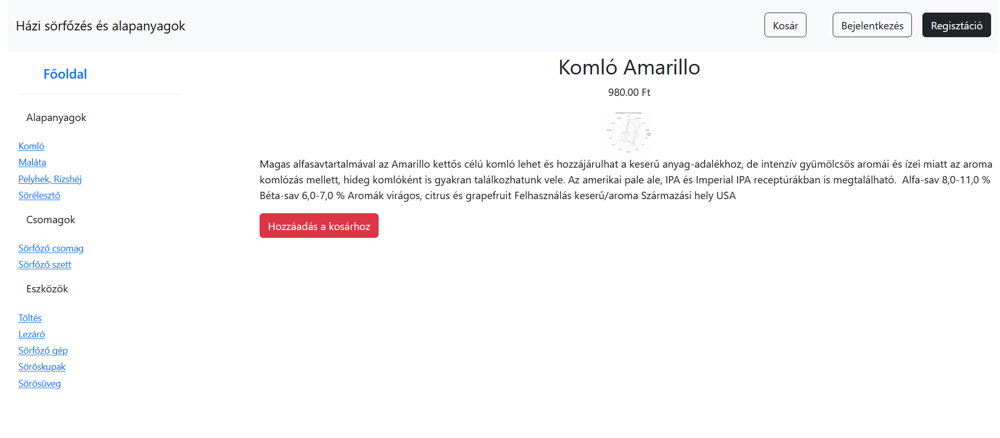 Házi sörfőzés és alapanyagok
Kosár
Bejelentkezés
Regisztáció
Főoldal
Alapanyagok
Komló
Maláta
Pelyhek, Rizshéj
Sörélesztő
Csomagok
Sörfőző csomag
Sörfőző szett
Eszközök
Töltés
Lezáró
Sörfőző gép
Söröskupak
Sörösüveg
Komló Amarillo
980.00 Ft
Magas alfasavtartalmával az Amarillo kettős célú komló lehet és hozzájárulhat a keserű anyag-adalékhoz, de intenzív gyümölcsös aromái és ízei miatt az aroma
komlózás mellett, hideg komlóként is gyakran találkozhatunk vele. Az amerikai pale ale, IPA és Imperial IPA receptúrákban is megtalálható. Alfa-sav 8,0-11,0 %
Béta-sav 6,0-7,0 % Aromák virágos, citrus és grapefruit Felhasználás keserű/aroma Származási hely USA
Hozzáadás a kosárhoz